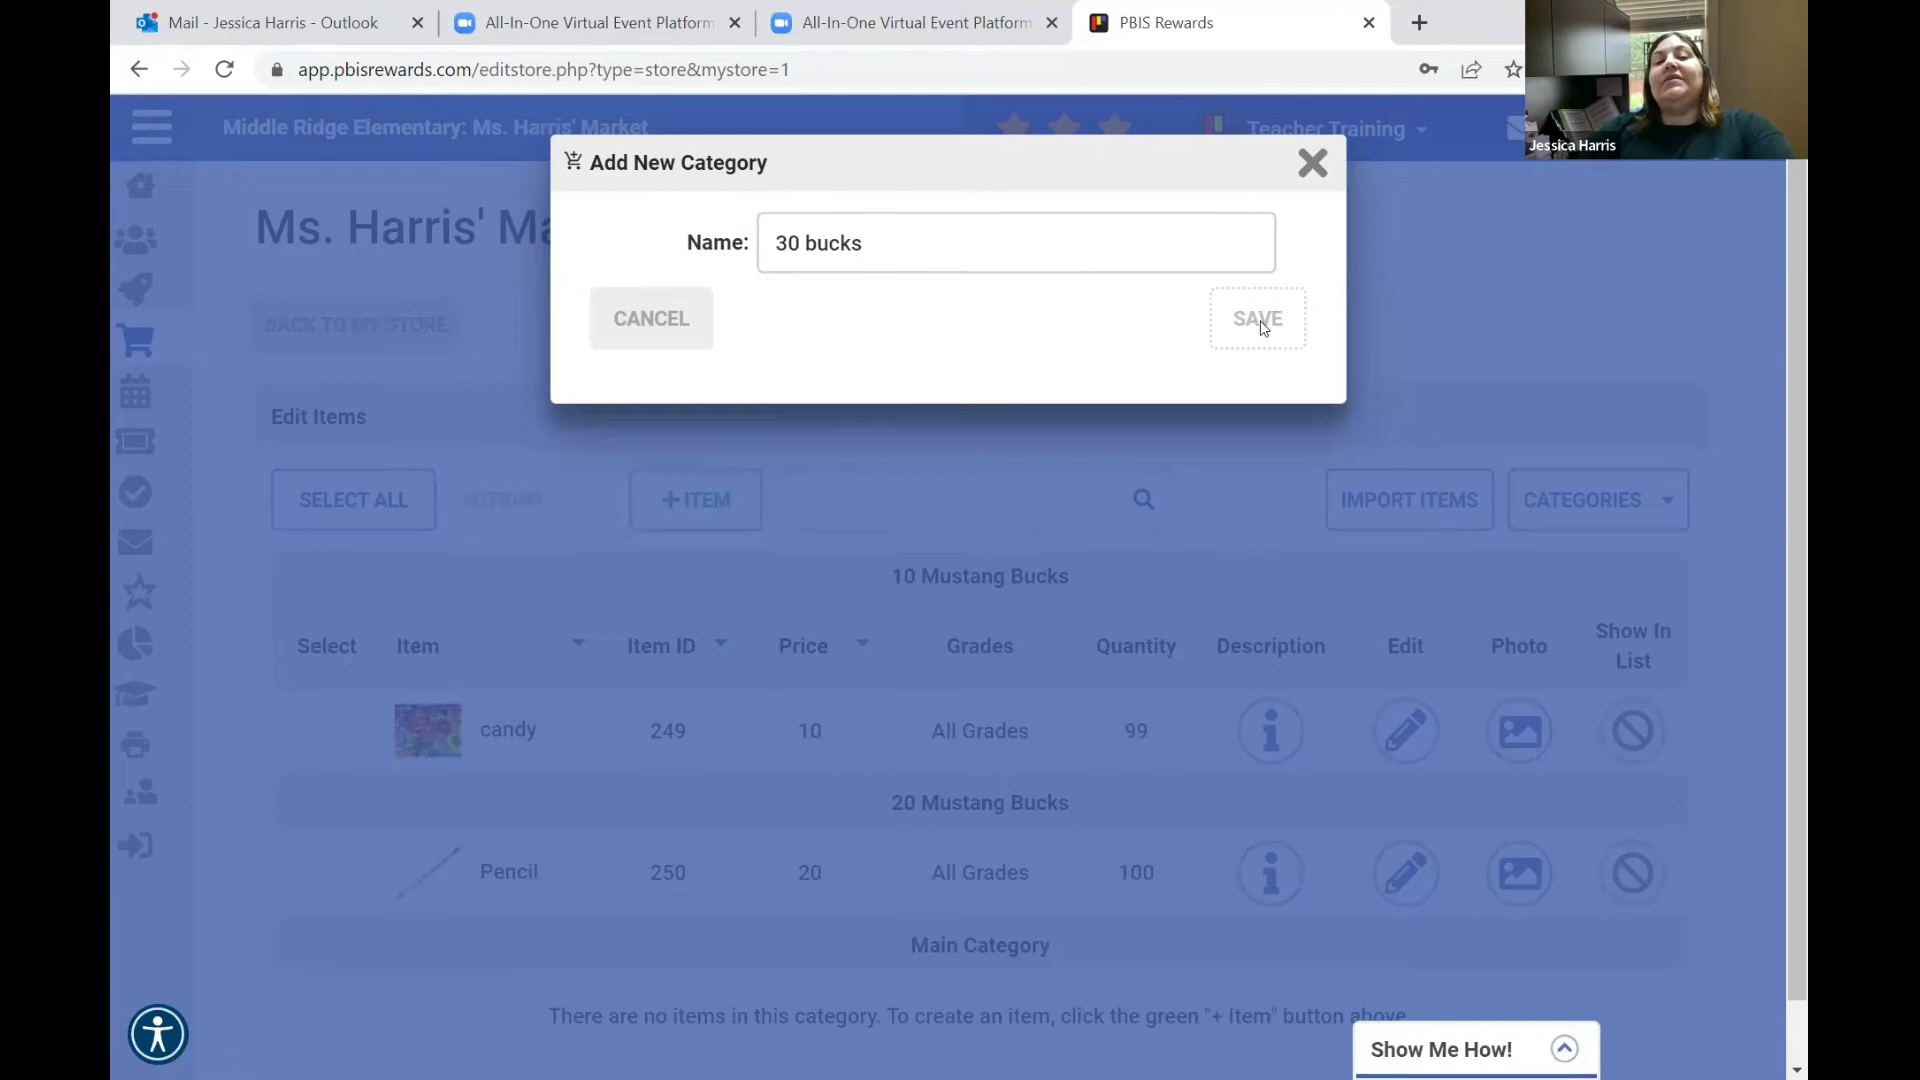 Mail - Jessica Harris - Outlook
All-In-One Virtual Event Platform
All-In-One Virtual Event Platform
PBIS Rewards
app.pbisrewards.com/editstore.php?type=store&mystore=1
Jessica Harris
Middle Ridge Elementary: Ms. Harris' Market
Teacher Training
Add New Category
Ms. Harris' Ma
Name: 30 bucks
CANCEL
SAVE
BACK TO MY STORE
Edit Items
SELECT ALL
ACTIONS
+ITEM
IMPORT ITEMS
CATEGORIES
10 Mustang Bucks
Select Item Item ID Price Grades Quantity Description Edit Photo Show In
List
candy 249 10 All Grades 99
20 Mustang Bucks
Pencil 250 20 All Grades 100
Main Category
There are no items in this category. To create an item, click the green "+ Item" button above.
Show Me How!